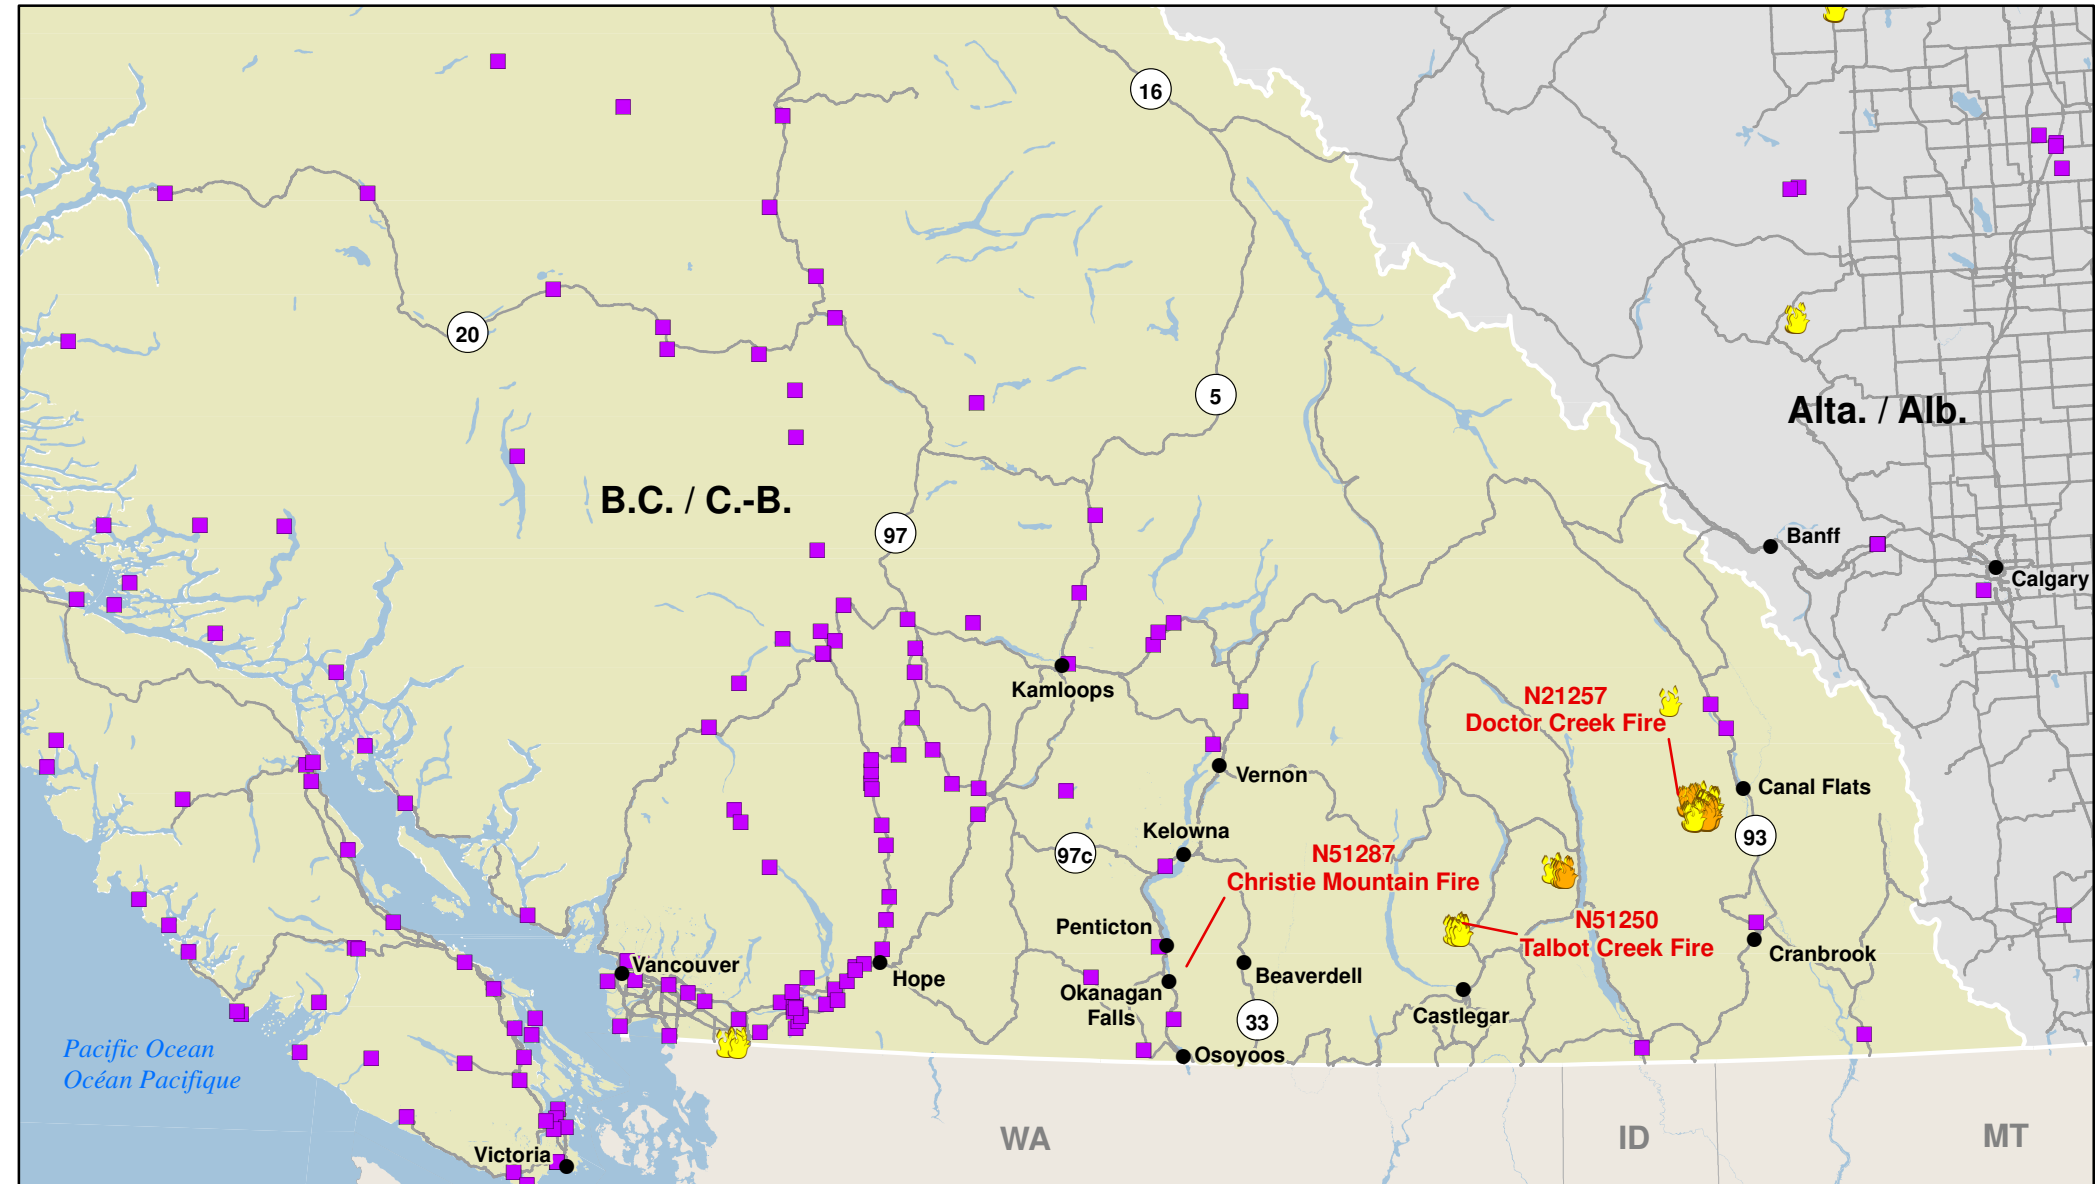 16
20
5
Alta. / Alb.
B.C. / C.-B.
97
Banff
Calgary
Kamloops
N21257
Doctor Creek Fire
Vernon
Canal Flats
Kelowna
93
97c
N51287
Christie Mountain Fire
Penticton
N51250
Talbot Creek Fire
Cranbrook
Vancouver
Hope
Beaverdell
Okanagan
Falls
33
Castlegar
Osoyoos
Pacific Ocean
Océan Pacifique
WA
ID
MT
Victoria